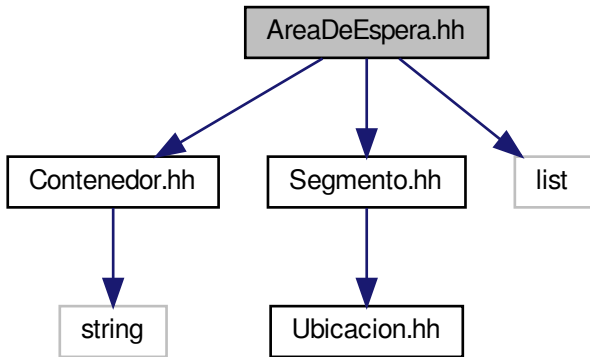 AreaDeEspera.hh
Contenedor.hh
Segmento.hh
list
string
Ubicacion.hh